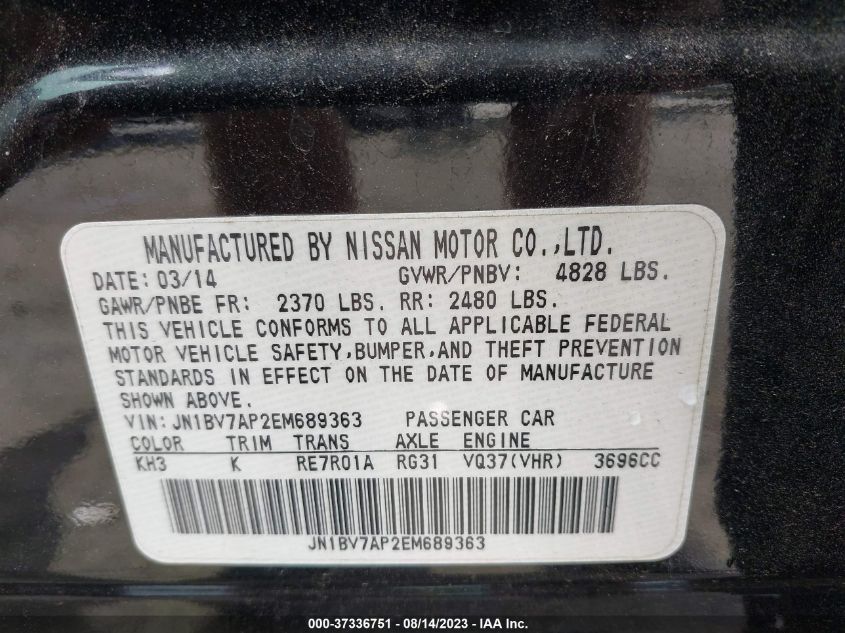 MANUFACTURED BY NISSAN MOTOR CO.,LTD.
DATE: 03/14 GVWR/PNBV: 4828 LBS.
GAWR/PNBE FR: 2370 LBS. RR: 2480 LBS.
THIS VEHICLE CONFORMS TO ALL APPLICABLE FEDERAL
MOTOR VEHICLE SAFETY,BUMPER,AND THEFT PREVENTION
STANDARDS IN EFFECT ON THE DATE OF MANUFACTURE
SHOWN ABOVE.
VIN: JN1BV7AP2EM689363 PASSENGER CAR
COLOR TRIM TRANS AXLE ENGINE
KH3 K RE7R01A RG31 VQ37(VHR) 3696CC
JN1BV7AP2EM689363
000-37336751 - 08/14/2023 - IAA Inc.